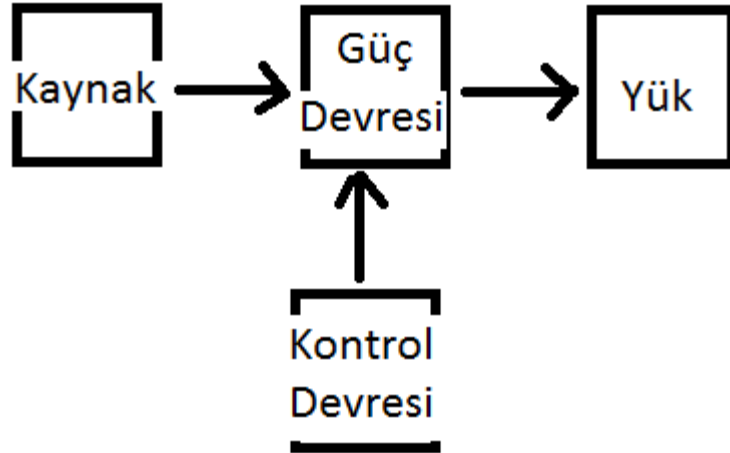 Kaynak
Güç
Devresi
Yük
Kontrol
Devresi